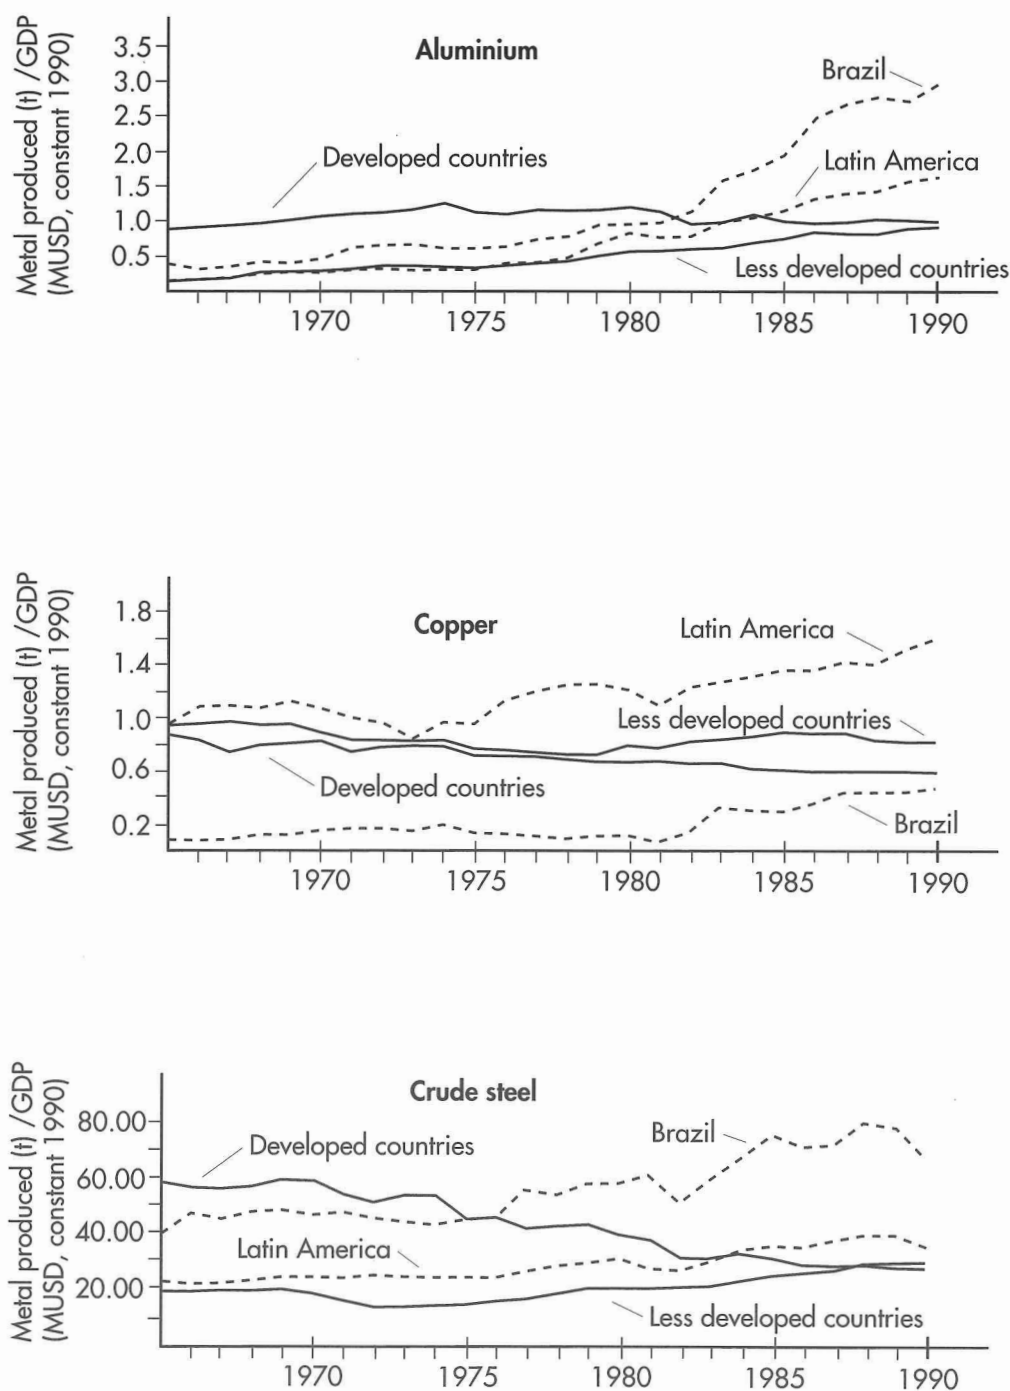 Metal produced (t) /GDP
(MUSD, constant 1990)
Aluminium
3.5
3.0
2.5
2.0
1.5
1.0
0.5
Brazil
Developed countries
Latin America
Less developed countries
1970
1975
1980
1985
1990
Metal produced (t) /GDP
(MUSD, constant 1990)
Copper
1.8
1.4
1.0
0.6
0.2
Latin America
Less developed countries
Developed countries
Brazil
1970
1975
1980
1985
1990
Metal produced (t) /GDP
(MUSD, constant 1990)
Crude steel
80.00
60.00
40.00
20.00
Developed countries
Brazil
Latin America
Less developed countries
1970
1975
1980
1985
1990